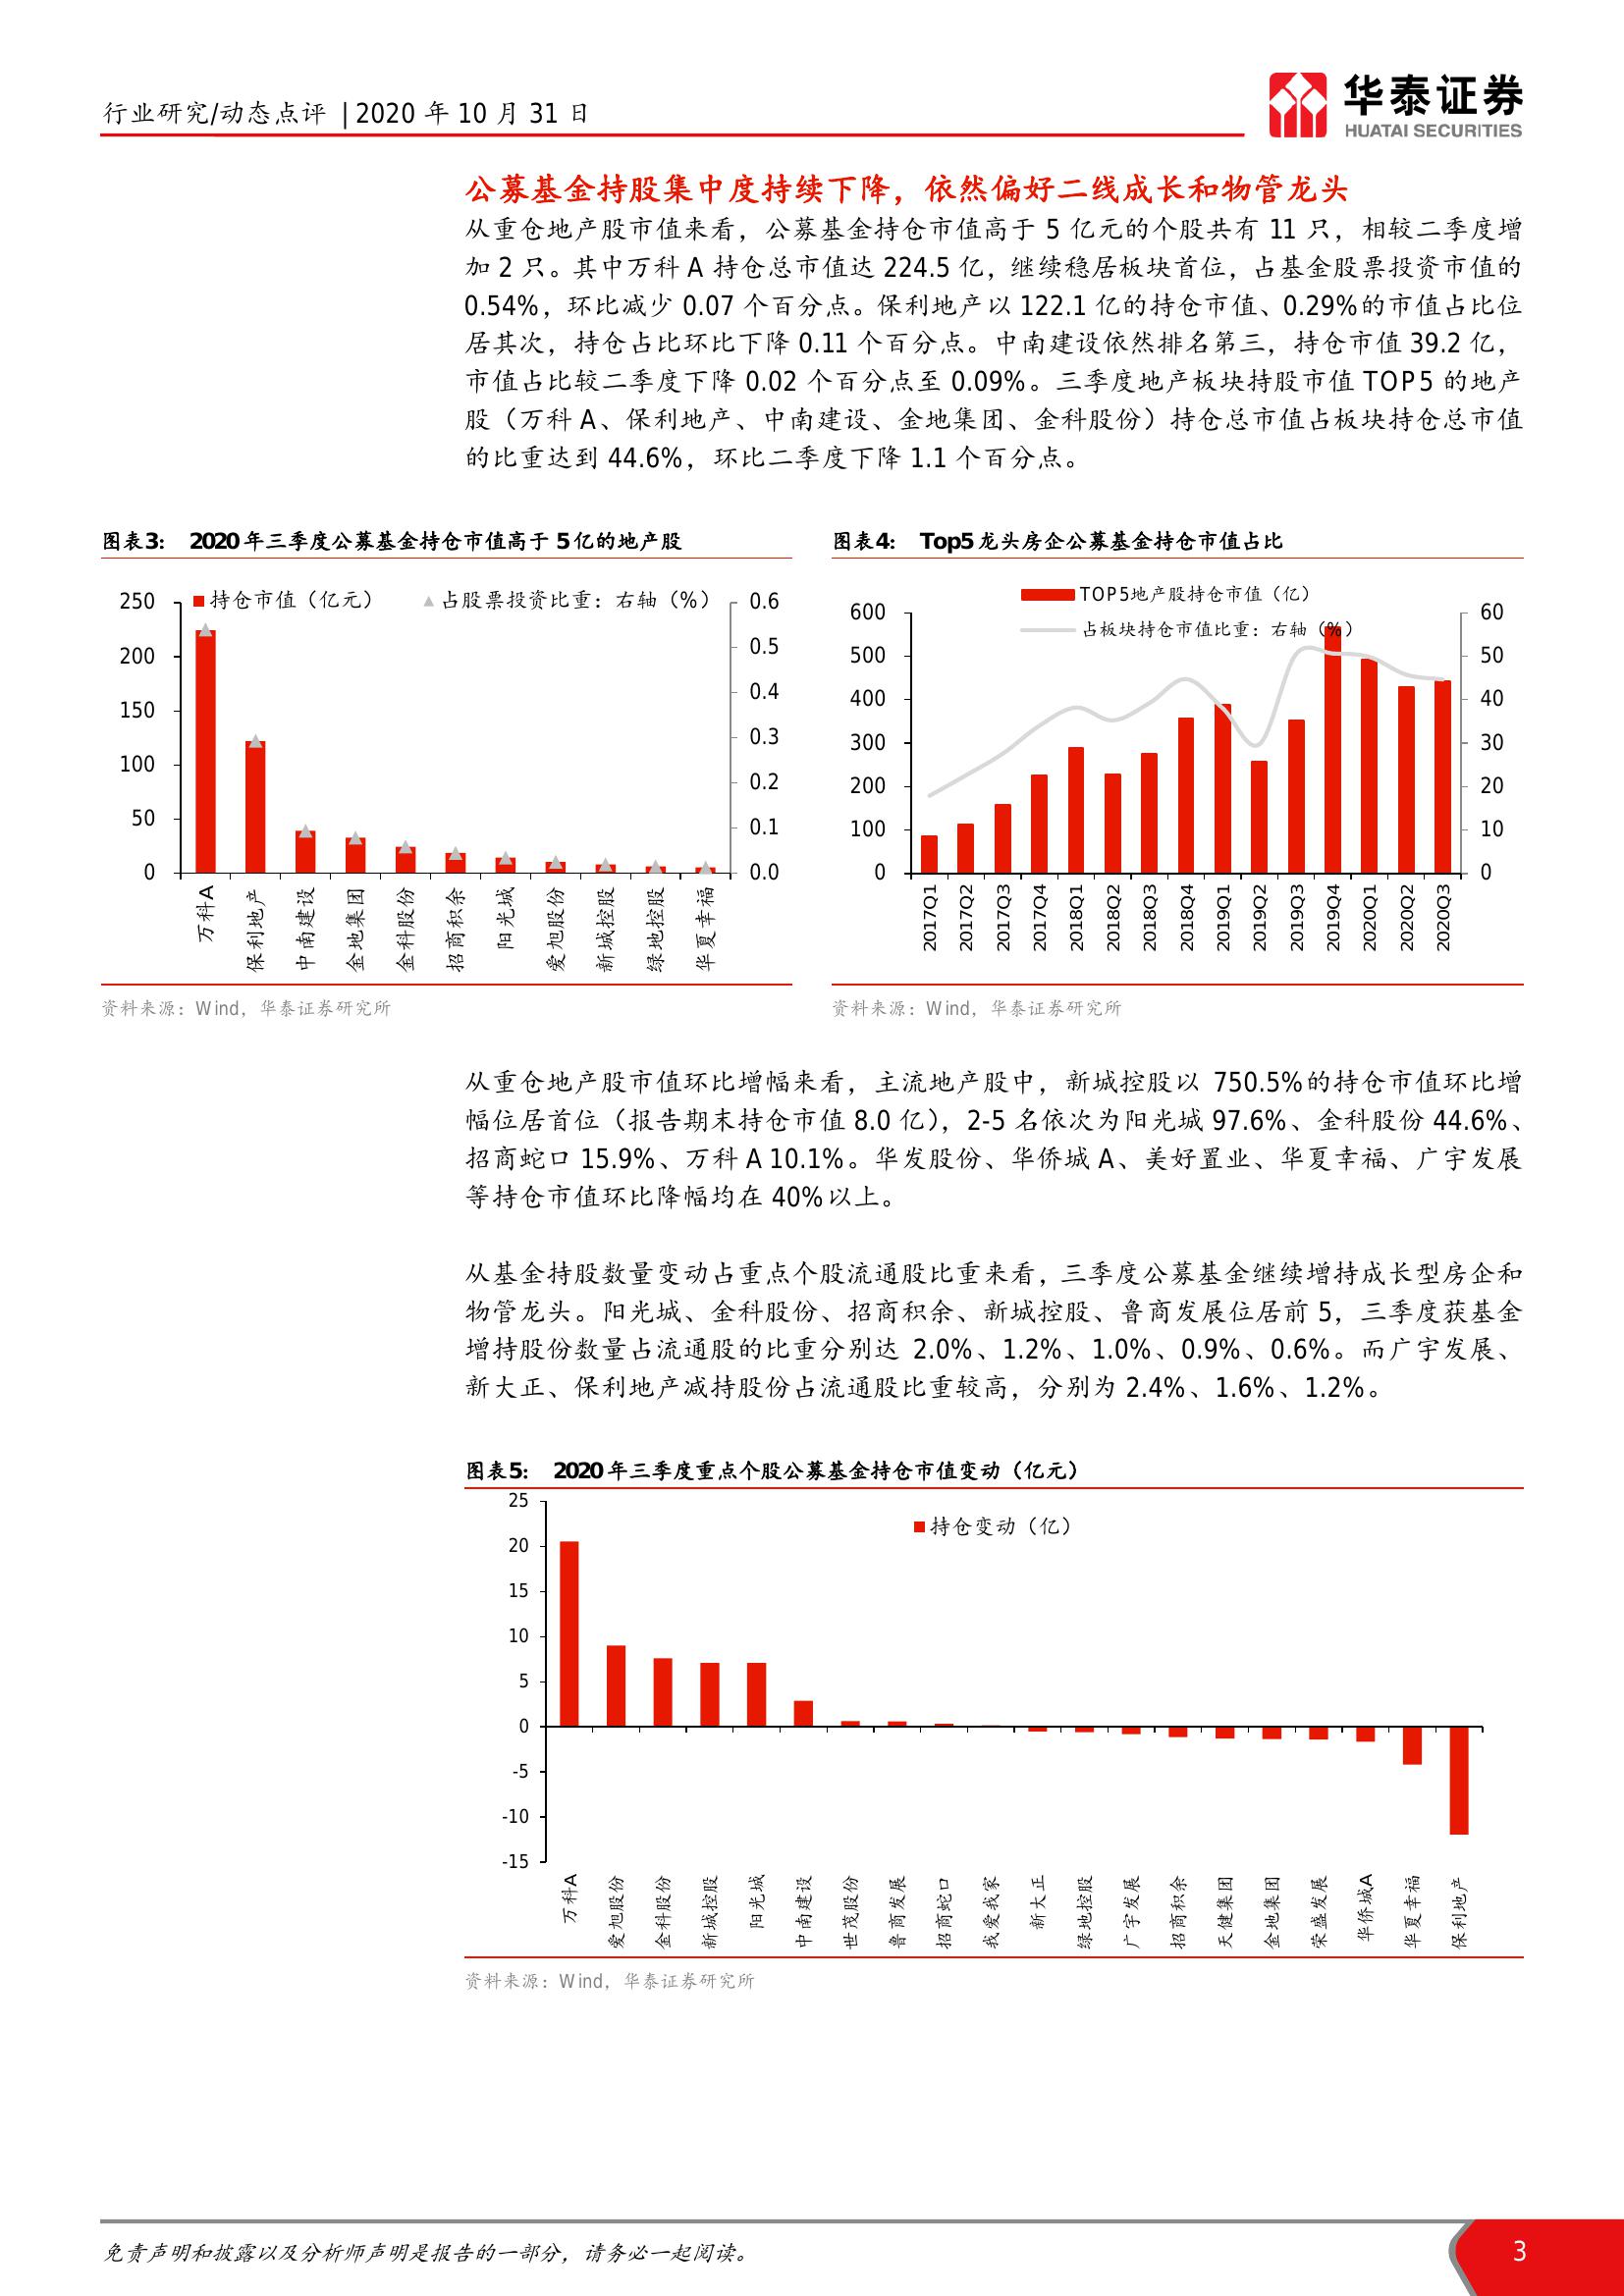 行业研究/动态点评 | 2020 年 10 月 31 日
华泰证券
HUATAI SECURITIES
公募基金持股集中度持续下降，依然偏好二线成长和物管龙头
从重仓地产股市值来看，公募基金持仓市值高于 5 亿元的个股共有 11 只，相较二季度增
加 2 只。其中万科 A 持仓总市值达 224.5 亿，继续稳居板块首位，占基金股票投资市值的
0.54%，环比减少 0.07 个百分点。保利地产以 122.1 亿的持仓市值、0.29%的市值占比位
居其次，持仓占比环比下降 0.11 个百分点。中南建设依然排名第三，持仓市值 39.2 亿，
市值占比较二季度下降 0.02 个百分点至 0.09%。三季度地产板块持股市值 TOP5 的地产
股（万科 A、保利地产、中南建设、金地集团、金科股份）持仓总市值占板块持仓总市值
的比重达到 44.6%，环比二季度下降 1.1 个百分点。
图表3： 2020 年三季度公募基金持仓市值高于 5 亿的地产股
持仓市值（亿元） 占股票投资比重：右轴（%）
250 0.6
0.5
200
0.4
150
0.3
100
0.2
50
0.1
0 0.0
万科A 保利地产 中南建设 金地集团 金科股份 招商积余 阳光城 爱旭股份 新城控股 绿地控股 华夏幸福
资料来源：Wind，华泰证券研究所
图表4： Top5 龙头房企公募基金持仓市值占比
TOP5地产股持仓市值（亿）
占板块持仓市值比重：右轴（%）
600 60
500 50
400 40
300 30
200 20
100 10
0 0
2017Q1 2017Q2 2017Q3 2017Q4 2018Q1 2018Q2 2018Q3 2018Q4 2019Q1 2019Q2 2019Q3 2019Q4 2020Q1 2020Q2 2020Q3
资料来源：Wind，华泰证券研究所
从重仓地产股市值环比增幅来看，主流地产股中，新城控股以 750.5%的持仓市值环比增
幅位居首位（报告期末持仓市值 8.0 亿），2-5 名依次为阳光城 97.6%、金科股份 44.6%、
招商蛇口 15.9%、万科 A 10.1%。华发股份、华侨城 A、美好置业、华夏幸福、广宇发展
等持仓市值环比降幅均在 40%以上。
从基金持股数量变动占重点个股流通股比重来看，三季度公募基金继续增持成长型房企和
物管龙头。阳光城、金科股份、招商积余、新城控股、鲁商发展位居前 5，三季度获基金
增持股份数量占流通股的比重分别达 2.0%、1.2%、1.0%、0.9%、0.6%。而广宇发展、
新大正、保利地产减持股份占流通股比重较高，分别为 2.4%、1.6%、1.2%。
图表5： 2020 年三季度重点个股公募基金持仓市值变动（亿元）
持仓变动（亿）
25
20
15
10
5
0
-5
-10
-15
万科A 爱旭股份 金科股份 新城控股 阳光城 中南建设 世茂股份 鲁商发展 招商蛇口 我爱我家 新大正 绿地控股 广宇发展 招商积余 天健集团 金地集团 荣盛发展 华侨城A 华夏幸福 保利地产
资料来源：Wind，华泰证券研究所
免责声明和披露以及分析师声明是报告的一部分，请务必一起阅读。
3